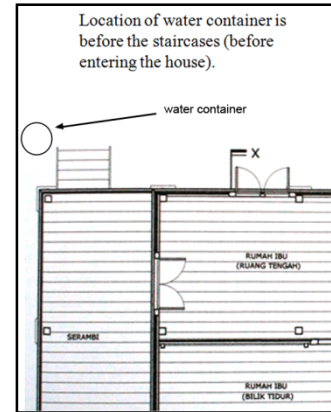 Location of water container is
before the staircases (before
entering the house).
water container
X
RUMAH IBU
(RUANG TENGAH)
SERAMBI
RUMAH IBU
(BILIK TIDUR)